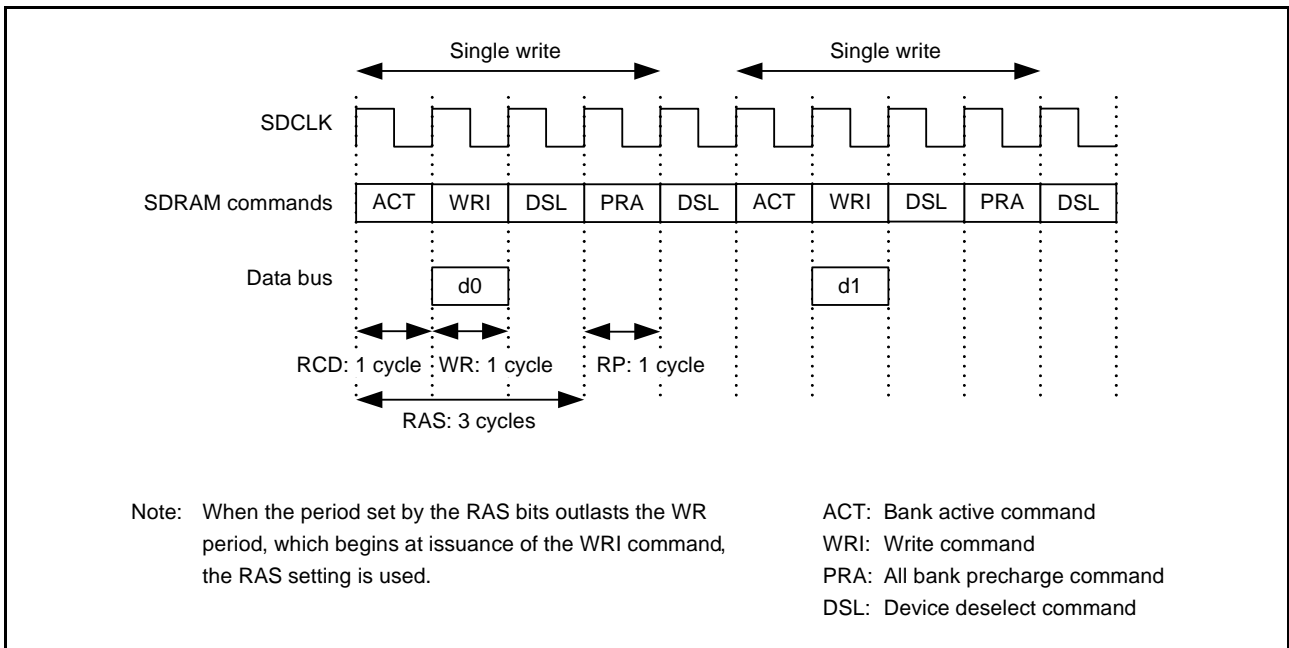 Single write Single write
SDCLK
SDRAM commands ACT WRI DSL PRA DSL ACT WRI DSL PRA DSL
Data bus d0 d1
RCD: 1 cycle WR: 1 cycle RP: 1 cycle
RAS: 3 cycles
Note: When the period set by the RAS bits outlasts the WR
period, which begins at issuance of the WRI command,
the RAS setting is used.
ACT: Bank active command
WRI: Write command
PRA: All bank precharge command
DSL: Device deselect command